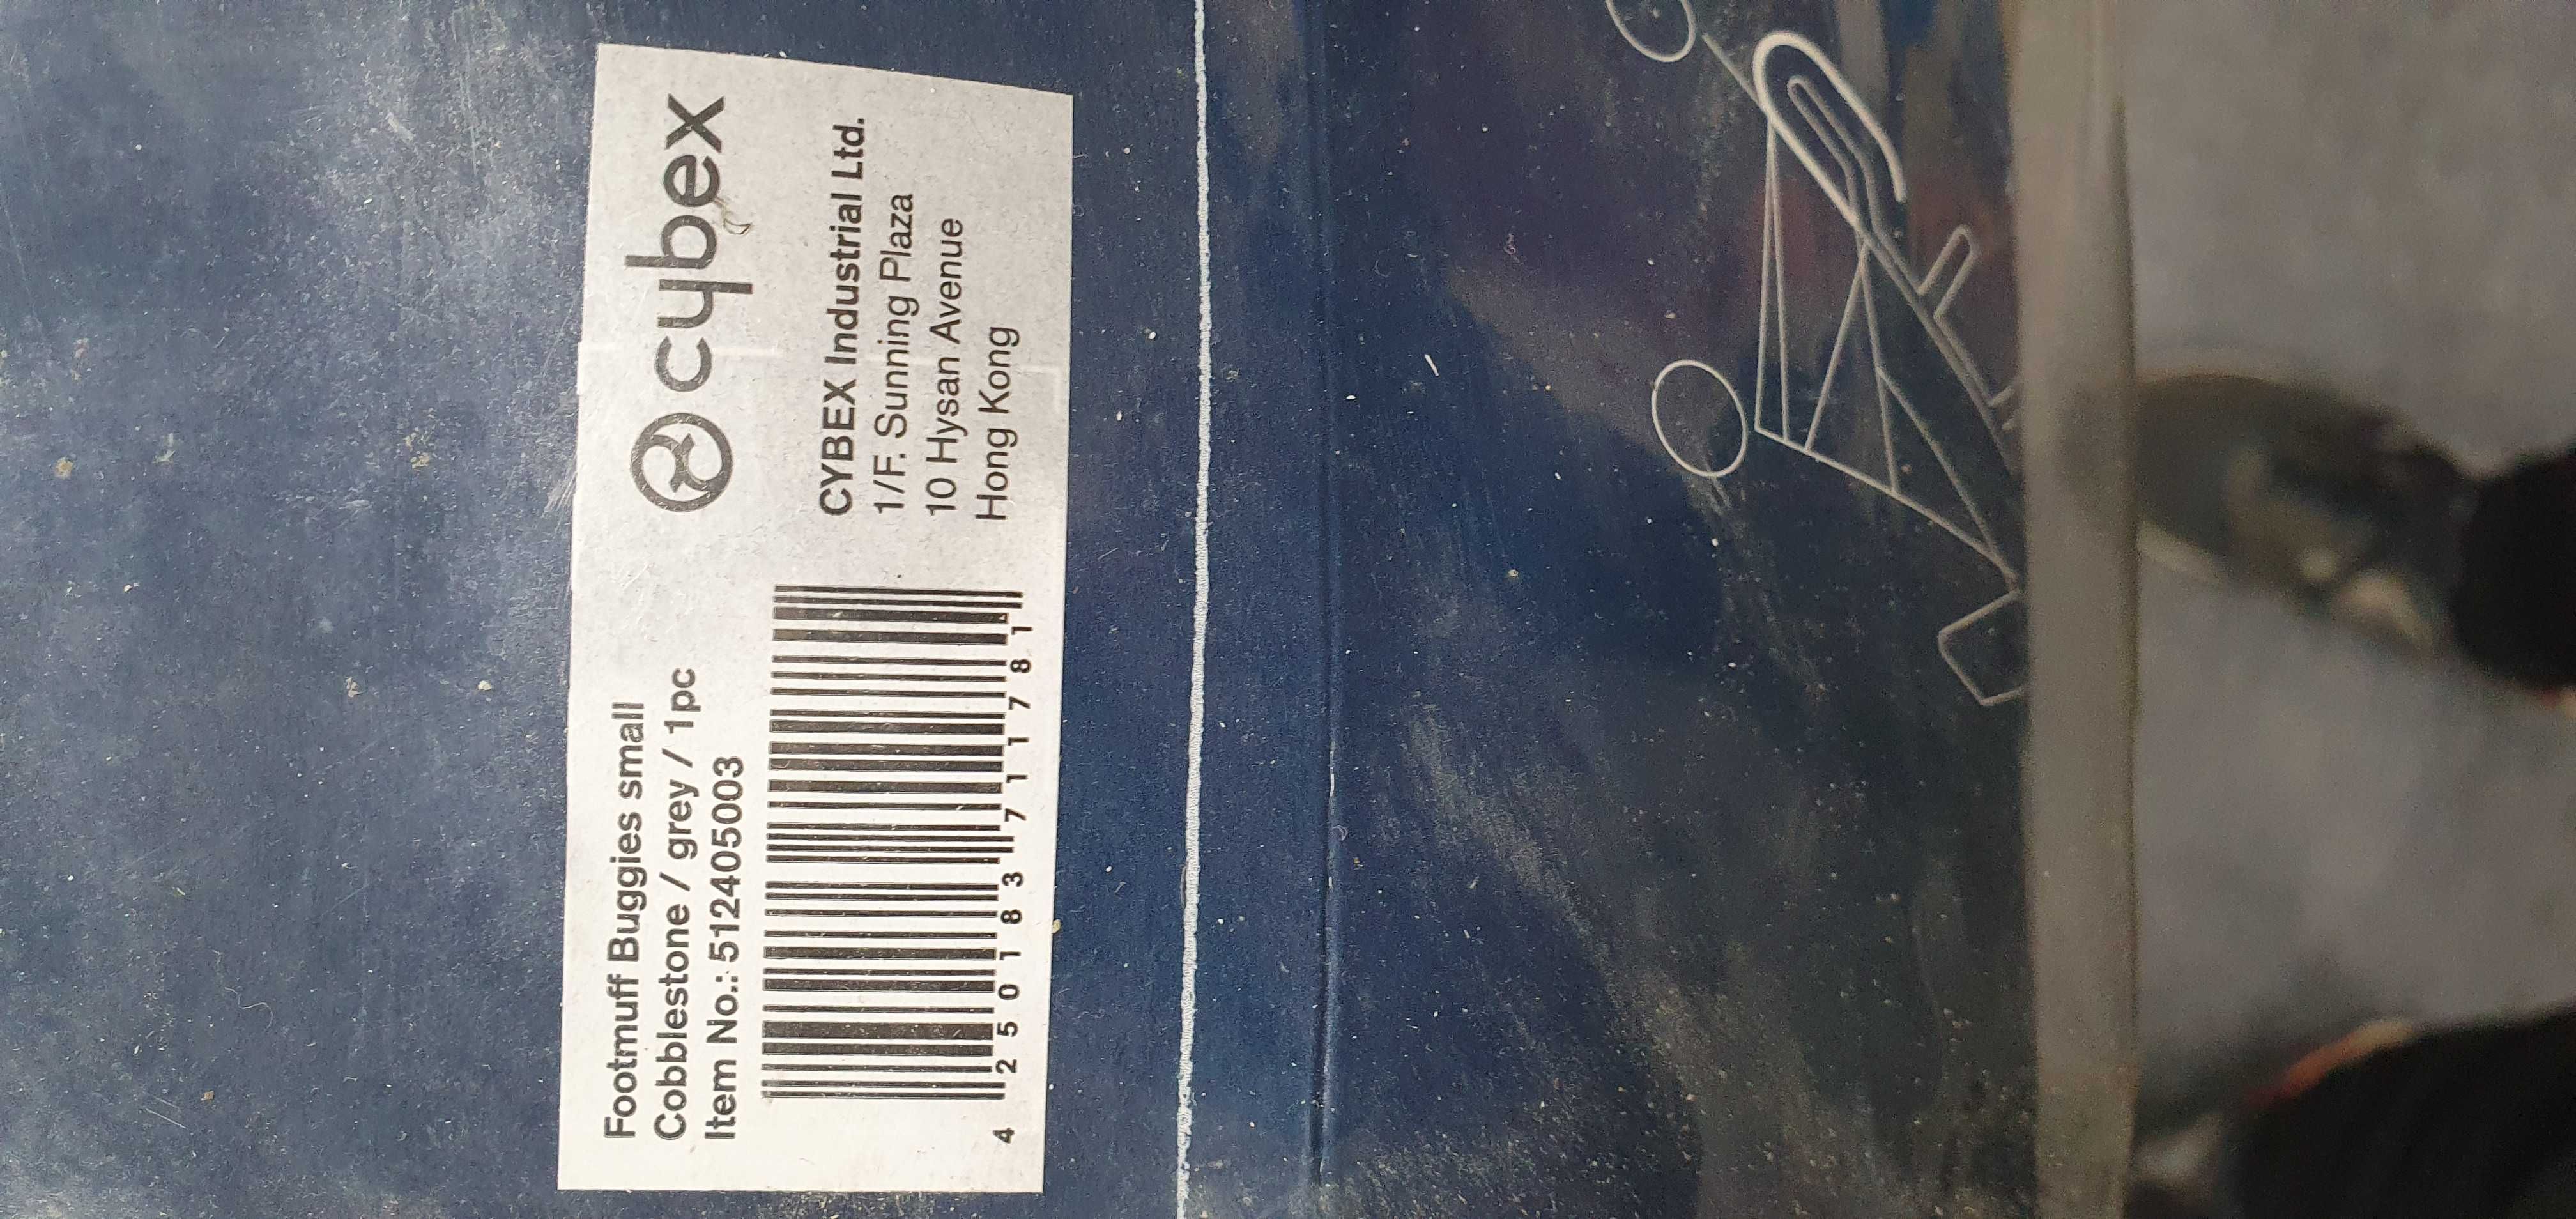 Footmuff Buggies small
Cobblestone / grey / 1pc
Item No.: 512405003
4 250183 711781
cybex
CYBEX Industrial Ltd.
1/F. Sunning Plaza
10 Hysan Avenue
Hong Kong